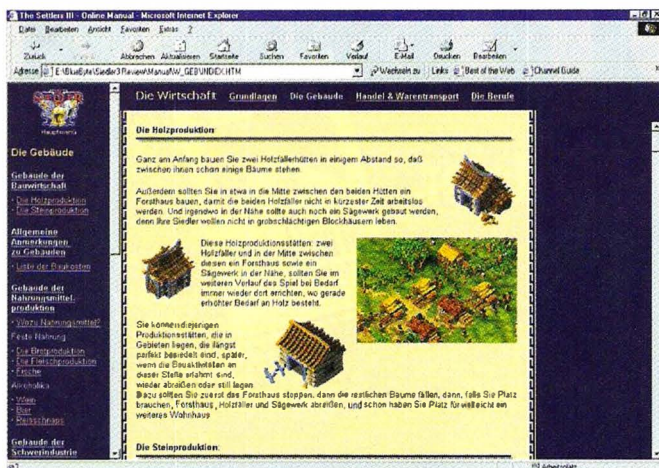 The Settlers III - Online Manual - Microsoft Internet Explorer
Datei Bearbeiten Ansicht Favoriten Extras ?
Zurück Abbrechen Aktualisieren Startseite Suchen Favoriten Verlauf E-Mail Drucken Bearbeiten
Adresse E:\BlueByte\Siedler3Review\Manual\W_GEB\INDEX.HTM Wechseln zu Links Best of the Web Channel Guide
Die Wirtschaft Grundlagen Die Gebäude Handel & Warentransport Die Berufe
Hauptmenü
Die Gebäude
Gebäude der
Bauwirtschaft
- Die Holzproduktion
- Die Steinproduktion
Allgemeine
Anmerkungen
zu Gebäuden
- Liste der Baukosten
Gebäude der
Nahrungsmittel-
produktion
- Wozu Nahrungsmittel?
Feste Nahrung
- Die Brotproduktion
- Die Fleischproduktion
- Fische
Alkoholika
- Wein
- Bier
- Reisschnaps
Gebäude der
Schwerindustrie
Die Holzproduktion:
Ganz am Anfang bauen Sie zwei Holzfällerhütten in einigem Abstand so, daß
zwischen ihnen schon einige Bäume stehen.
Außerdem sollten Sie in etwa in die Mitte zwischen den beiden Hütten ein
Forsthaus bauen, damit die beiden Holzfäller nicht in kürzester Zeit arbeitslos
werden. Und irgendwo in der Nähe sollte auch noch ein Sägewerk gebaut werden,
denn Ihre Siedler wollen nicht in grobschlächtigen Blockhäusern leben.
Diese Holzproduktionsstätten: zwei
Holzfäller und in der Mitte zwischen
diesen ein Forsthaus sowie ein
Sägewerk in der Nähe, sollten Sie im
weiteren Verlauf das Spiel bei Bedarf
immer wieder dort errichten, wo gerade
erhöhter Bedarf an Holz besteht.
Sie können diejenigen
Produktionsstätten, die in
Gebieten liegen, die längst
perfekt besiedelt sind, später,
wenn die Bauaktivitäten an
dieser Stelle erlahmt sind,
wieder abreißen oder still legen.
Dazu sollten Sie zuerst das Forsthaus stoppen, dann die restlichen Bäume fällen, dann, falls Sie Platz
brauchen, Forsthaus, Holzfäller und Sägewerk abreißen, und schon haben Sie Platz für vielleicht ein
weiteres Wohnhaus.
Die Steinproduktion:
Arbeitsplatz